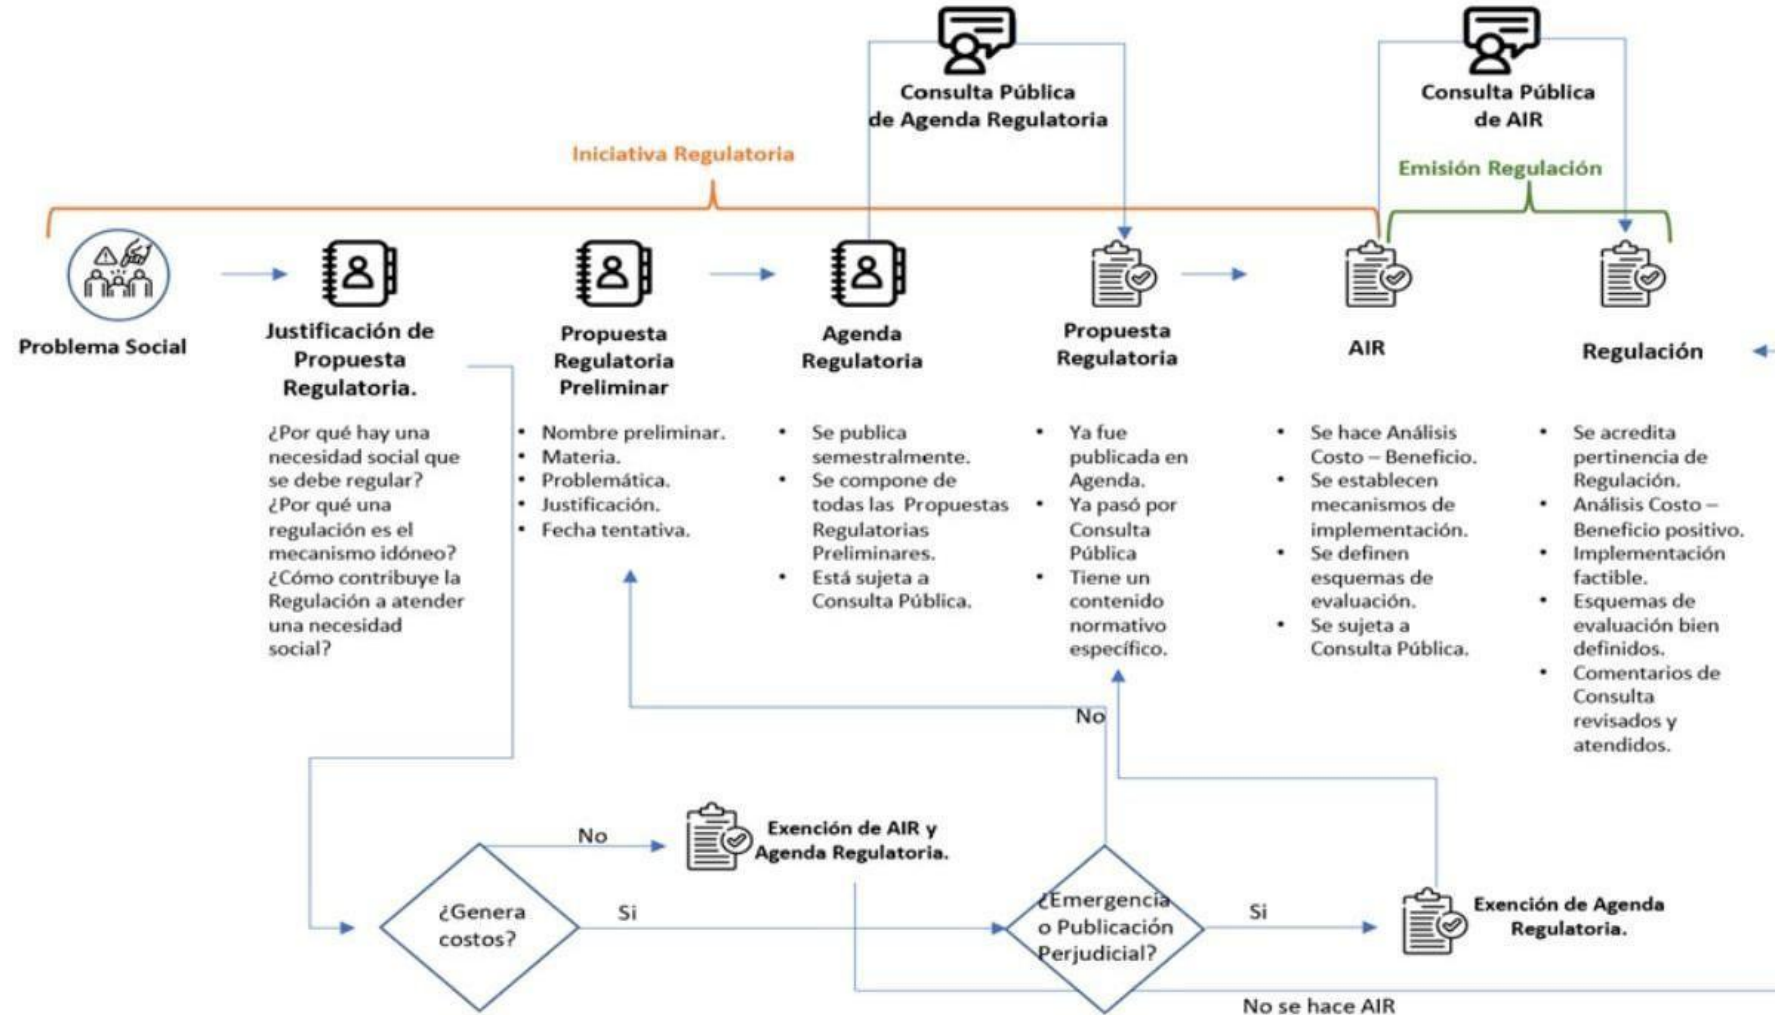 Consulta Pública
de Agenda Regulatoria
Consulta Pública
de AIR
Iniciativa Regulatoria
Emisión Regulación
Problema Social
Justificación de
Propuesta
Regulatoria.
¿Por qué hay una
necesidad social que
se debe regular?
¿Por qué una
regulación es el
mecanismo idóneo?
¿Cómo contribuye la
Regulación a atender
una necesidad
social?
Propuesta
Regulatoria
Preliminar
• Nombre preliminar.
• Materia.
• Problemática.
• Justificación.
• Fecha tentativa.
Agenda
Regulatoria
• Se publica
semestralmente.
• Se compone de
todas las Propuestas
Regulatorias
Preliminares.
• Está sujeta a
Consulta Pública.
Propuesta
Regulatoria
• Ya fue
publicada en
Agenda.
• Ya pasó por
Consulta
Pública
• Tiene un
contenido
normativo
específico.
AIR
• Se hace Análisis
Costo – Beneficio.
• Se establecen
mecanismos de
implementación.
• Se definen
esquemas de
evaluación.
• Se sujeta a
Consulta Pública.
Regulación
• Se acredita
pertinencia de
Regulación.
• Análisis Costo –
Beneficio positivo.
• Implementación
factible.
• Esquemas de
evaluación bien
definidos.
• Comentarios de
Consulta
revisados y
atendidos.
¿Genera
costos?
No
Exención de AIR y
Agenda Regulatoria.
Si
¿Emergencia
o Publicación
Perjudicial?
No
Si
Exención de Agenda
Regulatoria.
No se hace AIR